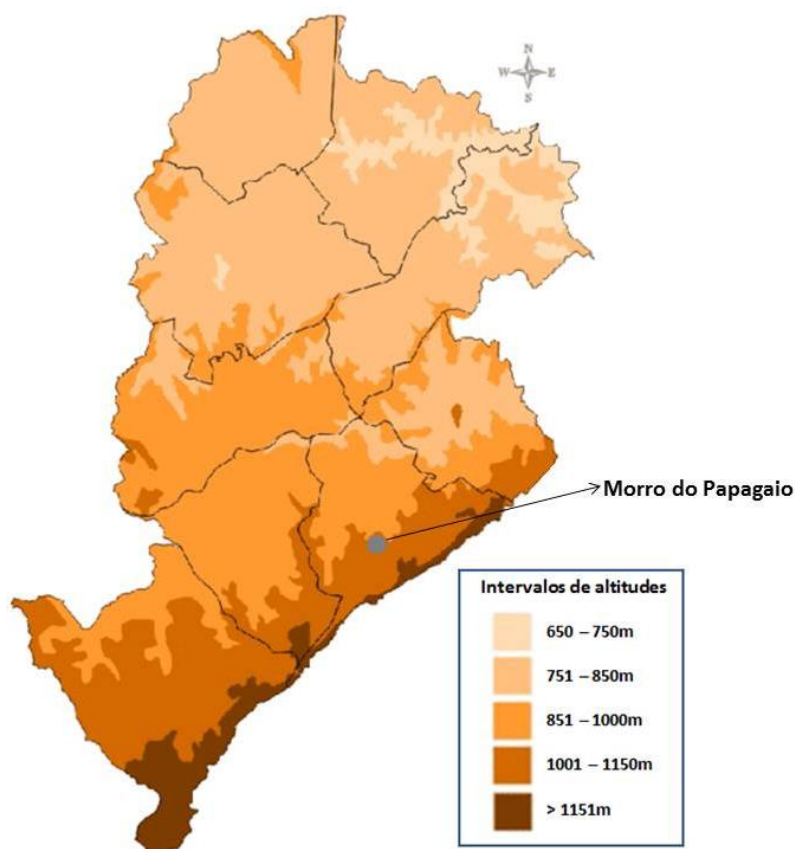 N
W E
S
Morro do Papagaio
Intervalos de altitudes
650 – 750m
751 – 850m
851 – 1000m
1001 – 1150m
> 1151m